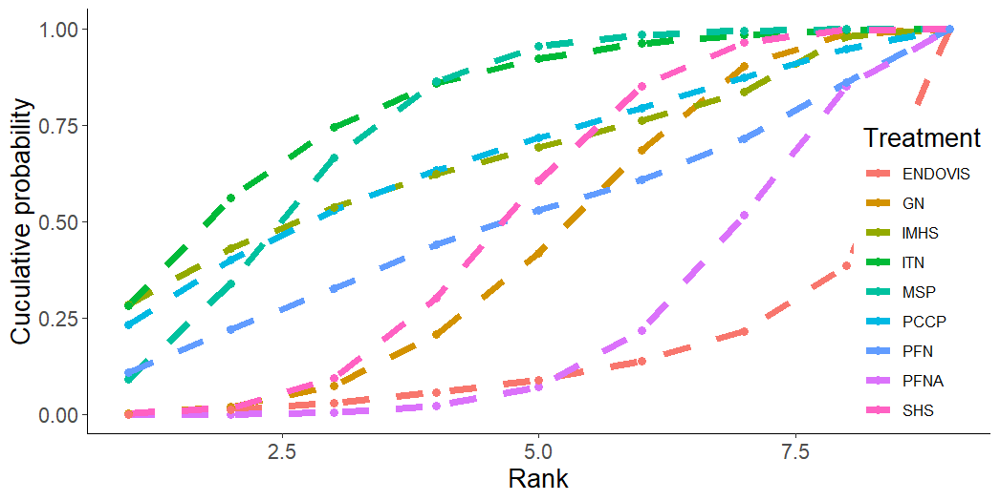 Cuculative probability
1.00
0.75
0.50
0.25
0.00
2.5
5.0
7.5
Rank
Treatment
ENDOVIS
GN
IMHS
ITN
MSP
PCCP
PFN
PFNA
SHS